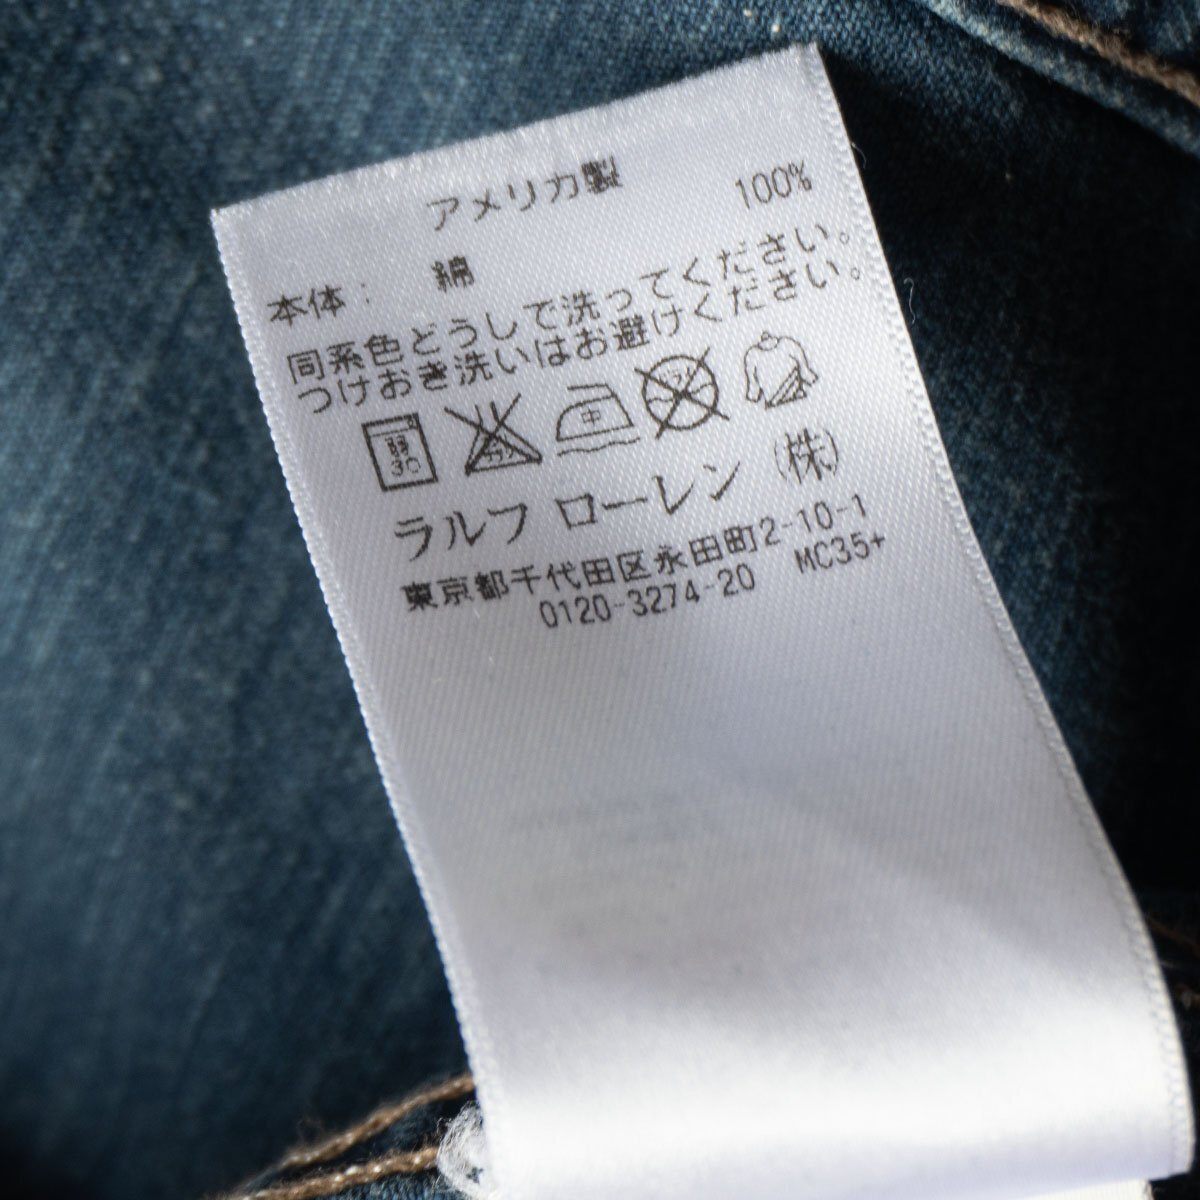 アメリカ製
本体： 綿 100%
同系色どうしで洗ってください。
つけおき洗いはお避けください。
弱 30 中
ラルフ ローレン（株）
東京都千代田区永田町2-10-1
0120-3274-20 MC35+